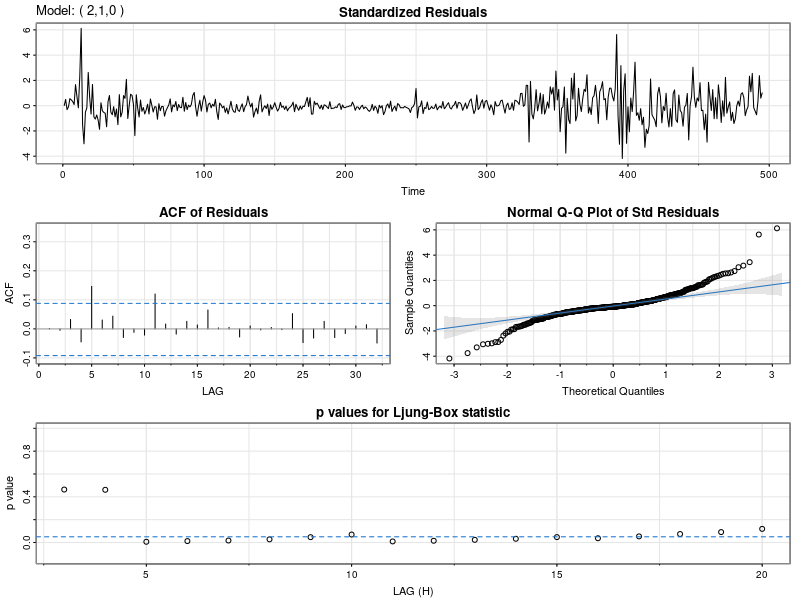 Model: ( 2,1,0 )
Standardized Residuals
6
4
2
0
-2
-4
0 100 200 300 400 500
Time
ACF of Residuals
ACF
0.3
0.2
0.1
0.0
-0.1
0 5 10 15 20 25 30
LAG
Normal Q-Q Plot of Std Residuals
Sample Quantiles
6
4
2
0
-2
-4
-3 -2 -1 0 1 2 3
Theoretical Quantiles
p values for Ljung-Box statistic
p value
0.8
0.4
0.0
5 10 15 20
LAG (H)